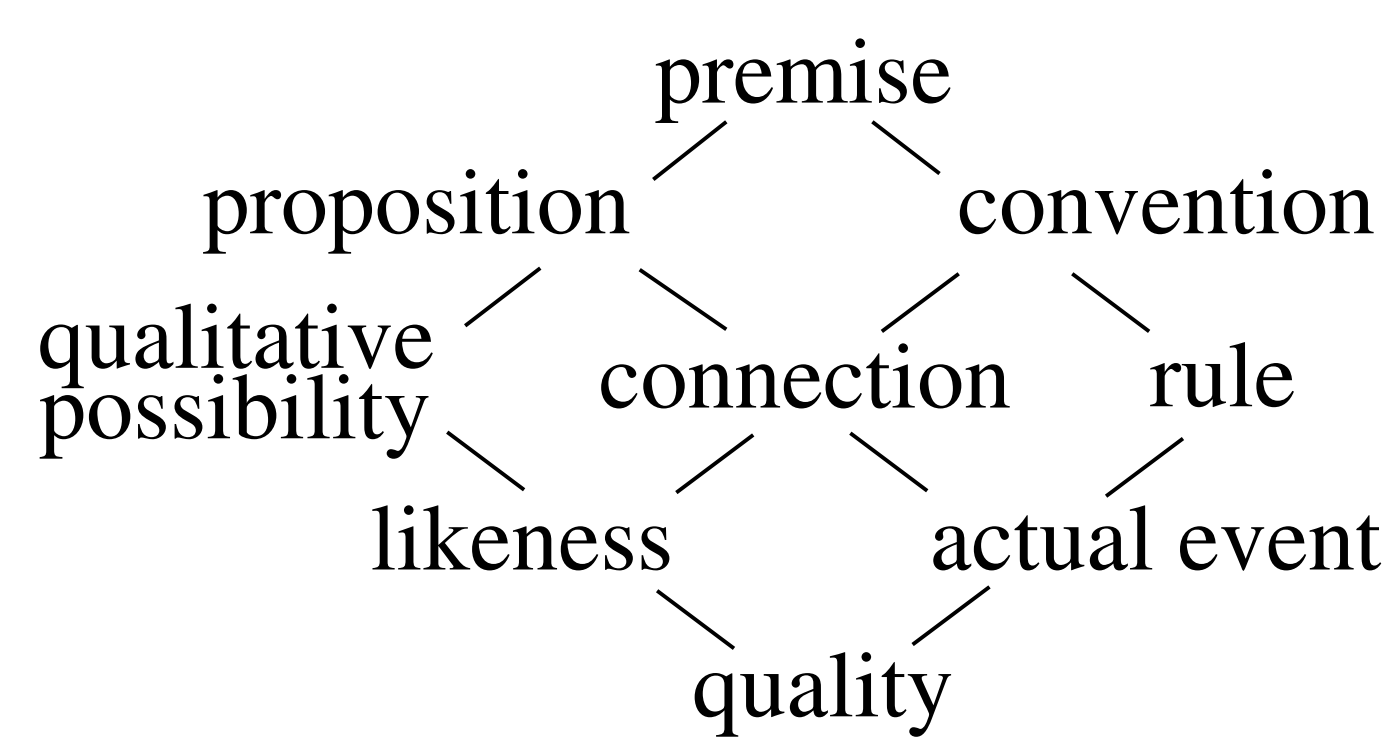 premise
proposition
convention
qualitative
possibility
connection
rule
likeness
actual event
quality